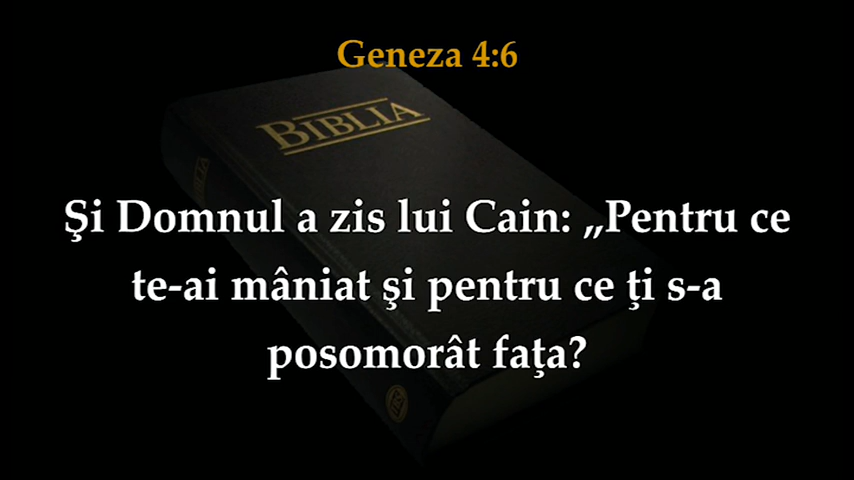 Geneza 4:6
BIBLIA
BIBLIA
Şi Domnul a zis lui Cain: „Pentru ce
te-ai mâniat şi pentru ce ţi s-a
posomorât faţa?